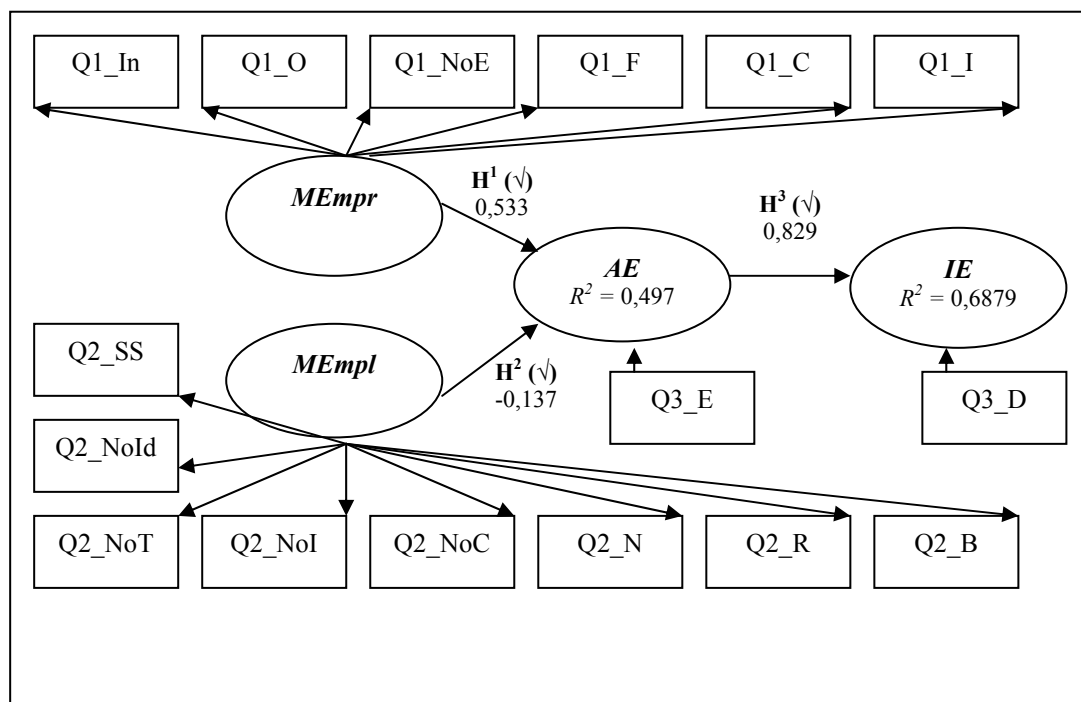 Q1_In
Q1_O
Q1_NoE
Q1_F
Q1_C
Q1_I
MEmpr
H¹ (√)
0,533
H³ (√)
0,829
AE
R² = 0,497
IE
R² = 0,6879
MEmpl
H² (√)
-0,137
Q2_SS
Q3_E
Q3_D
Q2_NoId
Q2_NoT
Q2_NoI
Q2_NoC
Q2_N
Q2_R
Q2_B